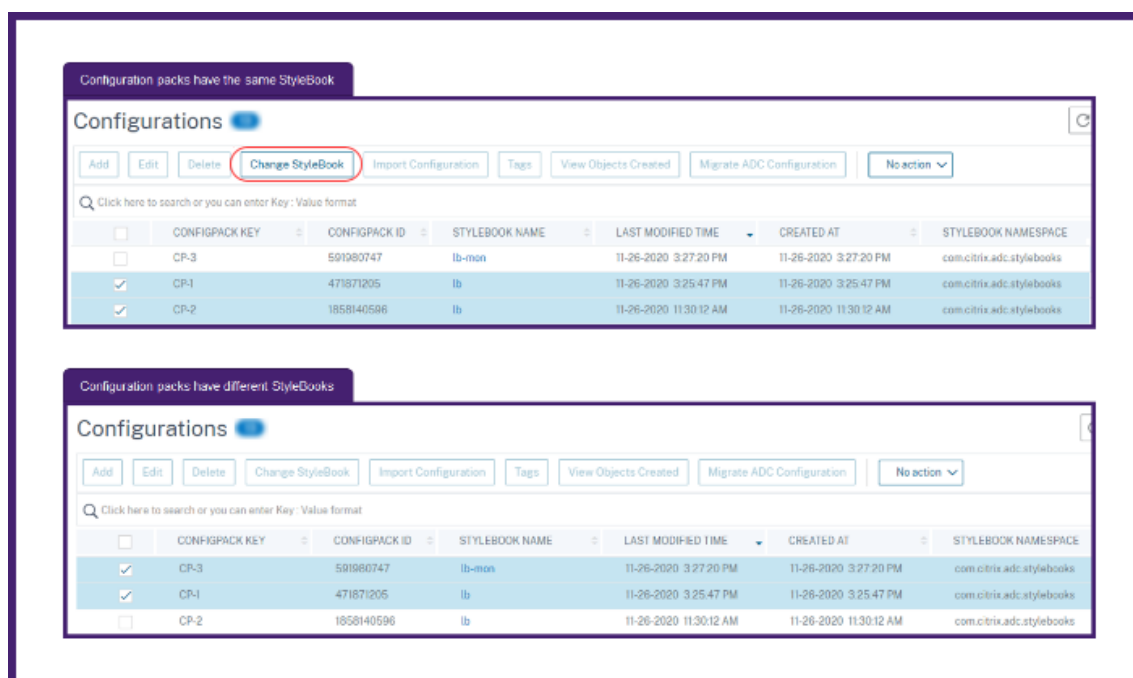 Configuration packs have the same StyleBook
Configurations
Add Edit Delete Change StyleBook Import Configuration Tags View Objects Created Migrate ADC Configuration No action
Click here to search or you can enter Key : Value format
CONFIGPACK KEY CONFIGPACK ID STYLEBOOK NAME LAST MODIFIED TIME CREATED AT STYLEBOOK NAMESPACE
CP-3 591980747 lb-mon 11-26-2020 3:27:20 PM 11-26-2020 3:27:20 PM com.citrix.adc.stylebooks
CP-1 471871205 lb 11-26-2020 3:25:47 PM 11-26-2020 3:25:47 PM com.citrix.adc.stylebooks
CP-2 1858140596 lb 11-26-2020 11:30:12 AM 11-26-2020 11:30:12 AM com.citrix.adc.stylebooks
Configuration packs have different StyleBooks
Configurations
Add Edit Delete Change StyleBook Import Configuration Tags View Objects Created Migrate ADC Configuration No action
Click here to search or you can enter Key : Value format
CONFIGPACK KEY CONFIGPACK ID STYLEBOOK NAME LAST MODIFIED TIME CREATED AT STYLEBOOK NAMESPACE
CP-3 591980747 lb-mon 11-26-2020 3:27:20 PM 11-26-2020 3:27:20 PM com.citrix.adc.stylebooks
CP-1 471871205 lb 11-26-2020 3:25:47 PM 11-26-2020 3:25:47 PM com.citrix.adc.stylebooks
CP-2 1858140596 lb 11-26-2020 11:30:12 AM 11-26-2020 11:30:12 AM com.citrix.adc.stylebooks